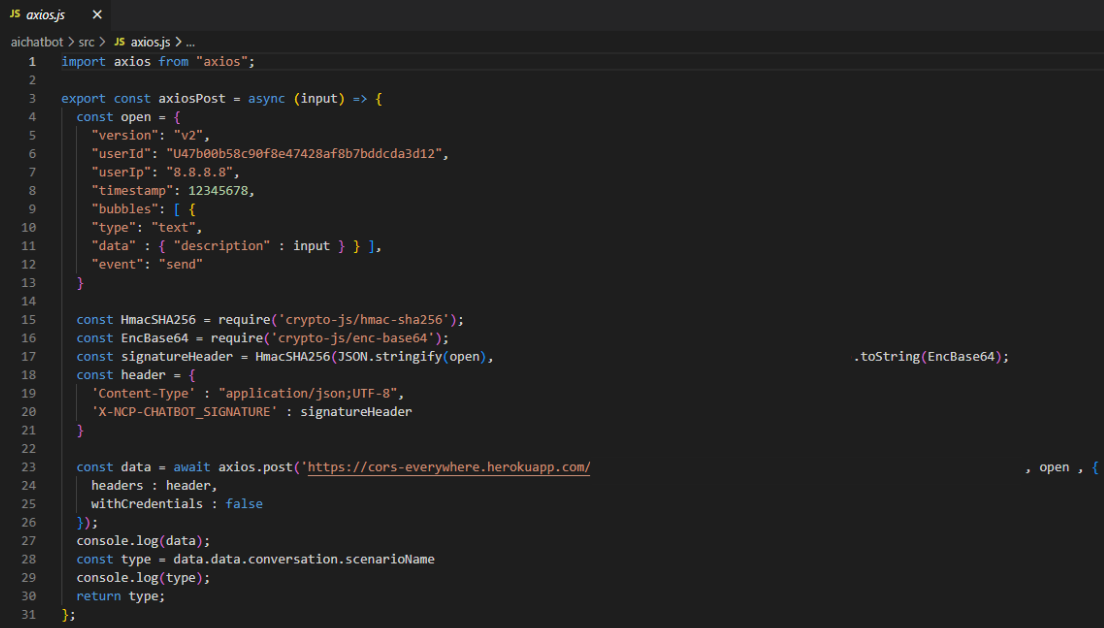 JS axios.js ×
aichatbot > src > JS axios.js > ...
1 import axios from "axios";
2
3 export const axiosPost = async (input) => {
4 const open = {
5 "version": "v2",
6 "userId": "U47b00b58c90f8e47428af8b7bddcda3d12",
7 "userIp": "8.8.8.8",
8 "timestamp": 12345678,
9 "bubbles": [ {
10 "type": "text",
11 "data" : { "description" : input } } ],
12 "event": "send"
13 }
14
15 const HmacSHA256 = require('crypto-js/hmac-sha256');
16 const EncBase64 = require('crypto-js/enc-base64');
17 const signatureHeader = HmacSHA256(JSON.stringify(open), .toString(EncBase64);
18 const header = {
19 'Content-Type' : "application/json;UTF-8",
20 'X-NCP-CHATBOT_SIGNATURE' : signatureHeader
21 }
22
23 const data = await axios.post('https://cors-everywhere.herokuapp.com/ , open , {
24 headers : header,
25 withCredentials : false
26 });
27 console.log(data);
28 const type = data.data.conversation.scenarioName
29 console.log(type);
30 return type;
31 };